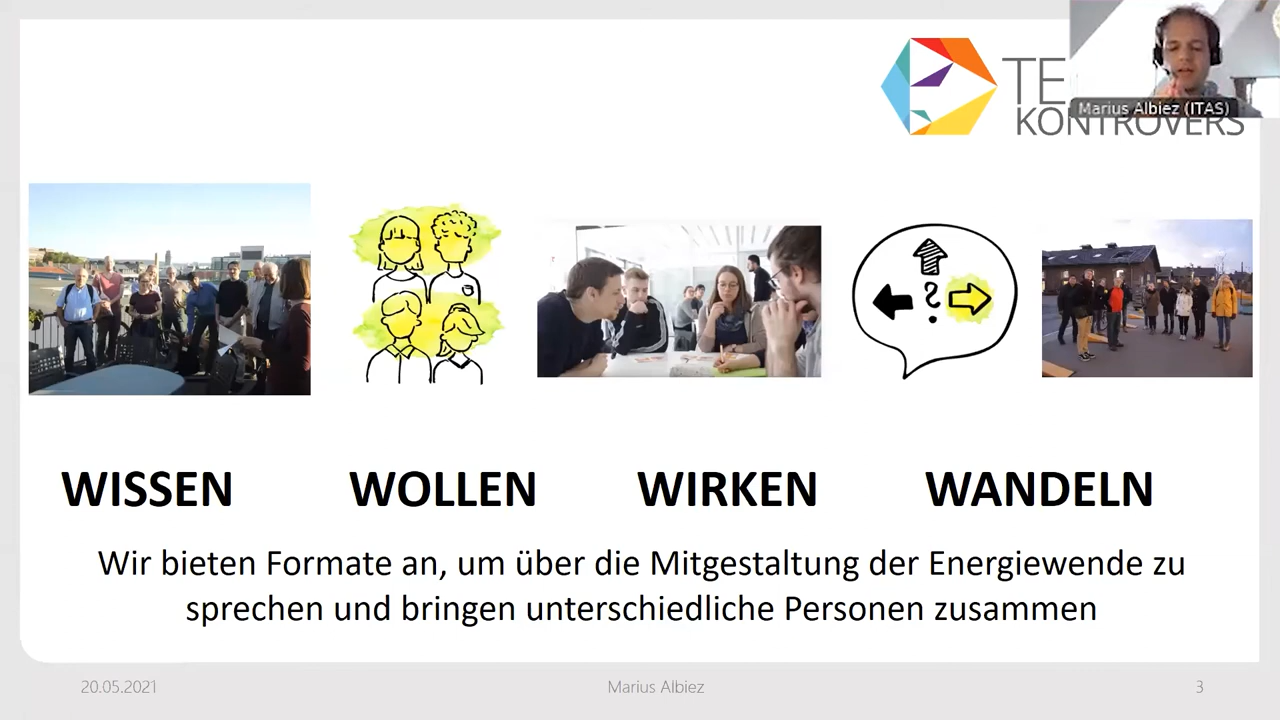 TE
KONTROVERS
Marius Albiez (ITAS)
?
WISSEN WOLLEN WIRKEN WANDELN
Wir bieten Formate an, um über die Mitgestaltung der Energiewende zu
sprechen und bringen unterschiedliche Personen zusammen
20.05.2021 Marius Albiez 3